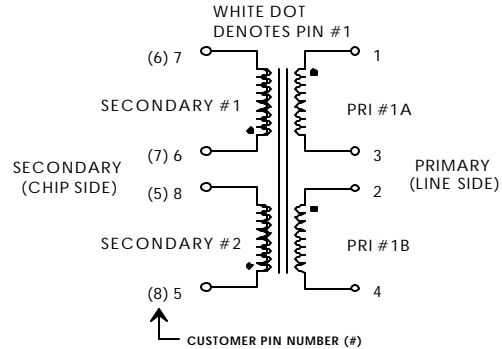 WHITE DOT
DENOTES PIN #1
(6) 7
1
SECONDARY #1
PRI #1A
(7) 6
3
SECONDARY
(CHIP SIDE)
PRIMARY
(LINE SIDE)
(5) 8
2
SECONDARY #2
PRI #1B
(8) 5
4
CUSTOMER PIN NUMBER (#)